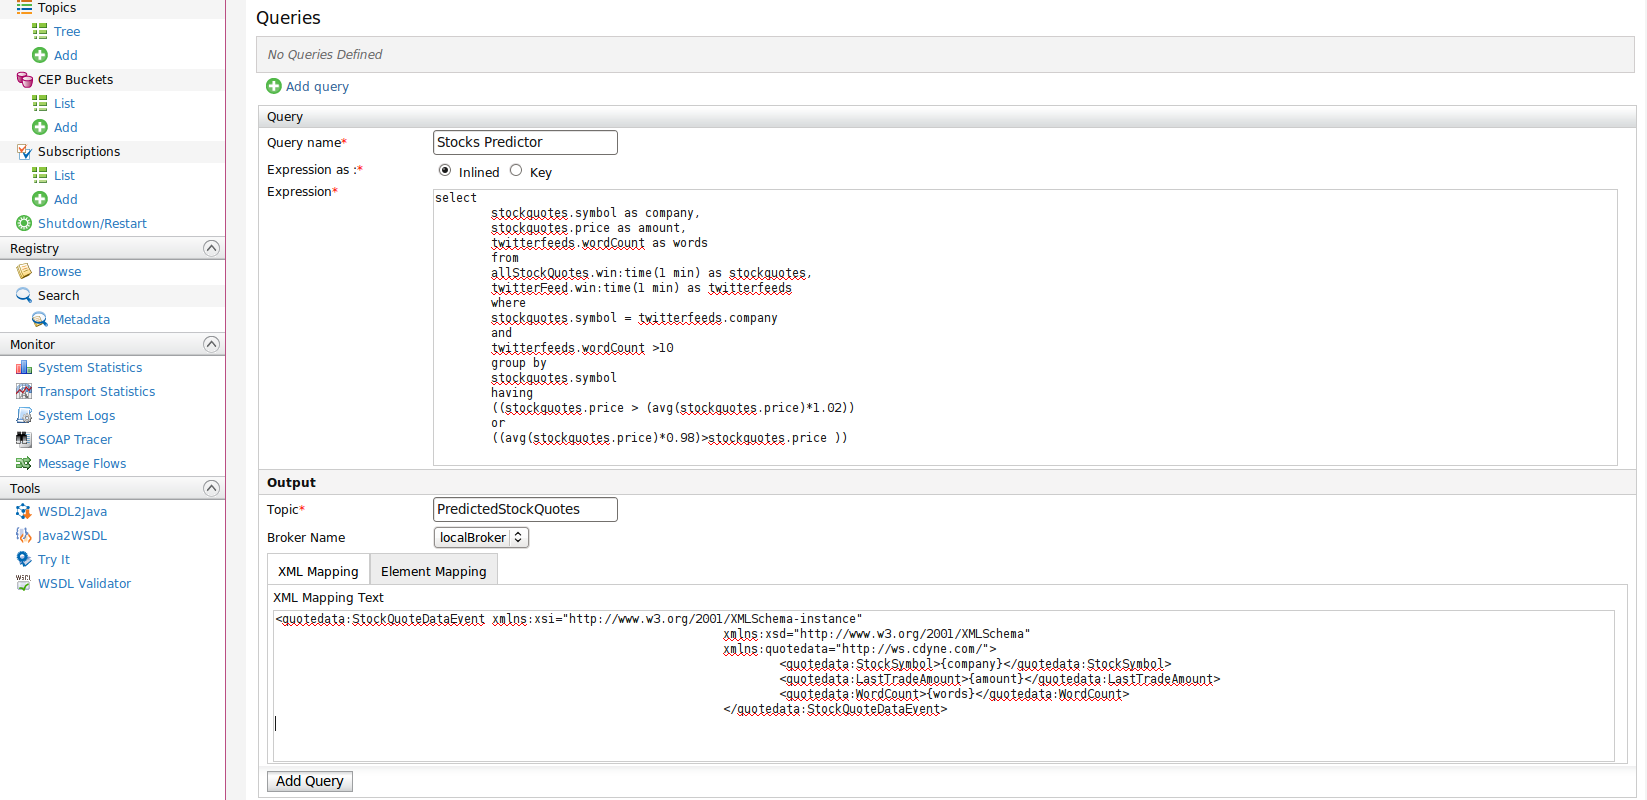 Topics
Tree
Add
CEP Buckets
List
Add
Subscriptions
List
Add
Shutdown/Restart
Registry
Browse
Search
Metadata
Monitor
System Statistics
Transport Statistics
System Logs
SOAP Tracer
Message Flows
Tools
WSDL2Java
Java2WSDL
Try It
WSDL
WSDL Validator
Queries
No Queries Defined
Add query
Query
Query name* Stocks Predictor
Expression as :* Inlined Key
Expression*
select
stockquotes.symbol as company,
stockquotes.price as amount,
twitterfeeds.wordCount as words
from
allStockQuotes.win:time(1 min) as stockquotes,
twitterFeed.win:time(1 min) as twitterfeeds
where
stockquotes.symbol = twitterfeeds.company
and
twitterfeeds.wordCount >10
group by
stockquotes.symbol
having
((stockquotes.price > (avg(stockquotes.price)*1.02))
or
((avg(stockquotes.price)*0.98)>stockquotes.price ))
Output
Topic* PredictedStockQuotes
Broker Name localBroker
XML Mapping Element Mapping
XML Mapping Text
<quotedata:StockQuoteDataEvent xmlns:xsi="http://www.w3.org/2001/XMLSchema-instance"
xmlns:xsd="http://www.w3.org/2001/XMLSchema"
xmlns:quotedata="http://ws.cdyne.com/">
<quotedata:StockSymbol>{company}</quotedata:StockSymbol>
<quotedata:LastTradeAmount>{amount}</quotedata:LastTradeAmount>
<quotedata:WordCount>{words}</quotedata:WordCount>
</quotedata:StockQuoteDataEvent>
Add Query